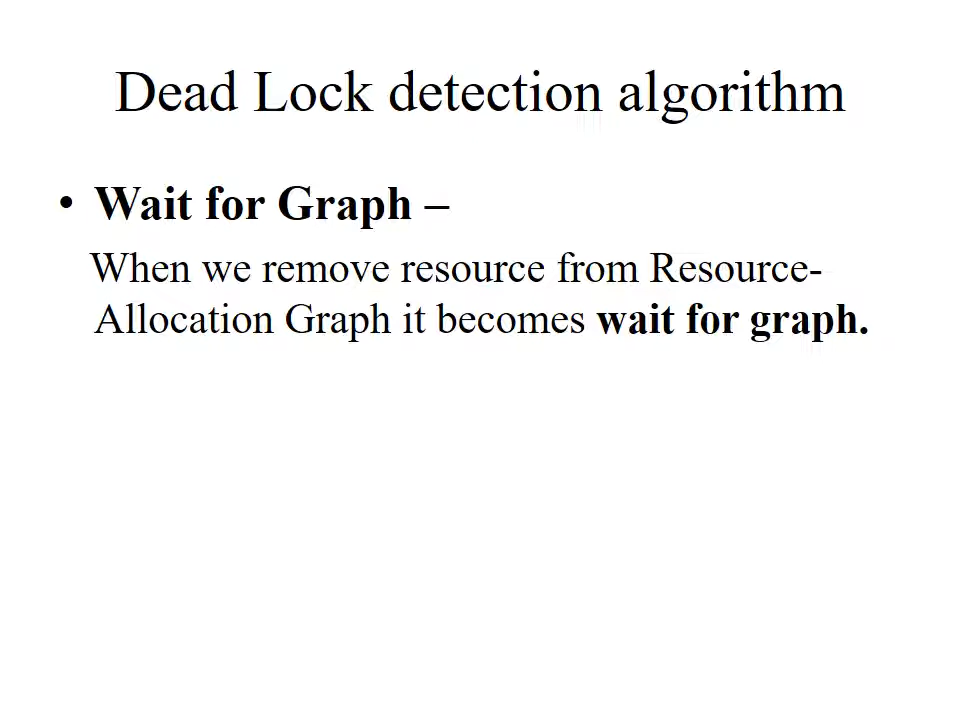 Dead Lock detection algorithm
• Wait for Graph –
When we remove resource from Resource-
Allocation Graph it becomes wait for graph.